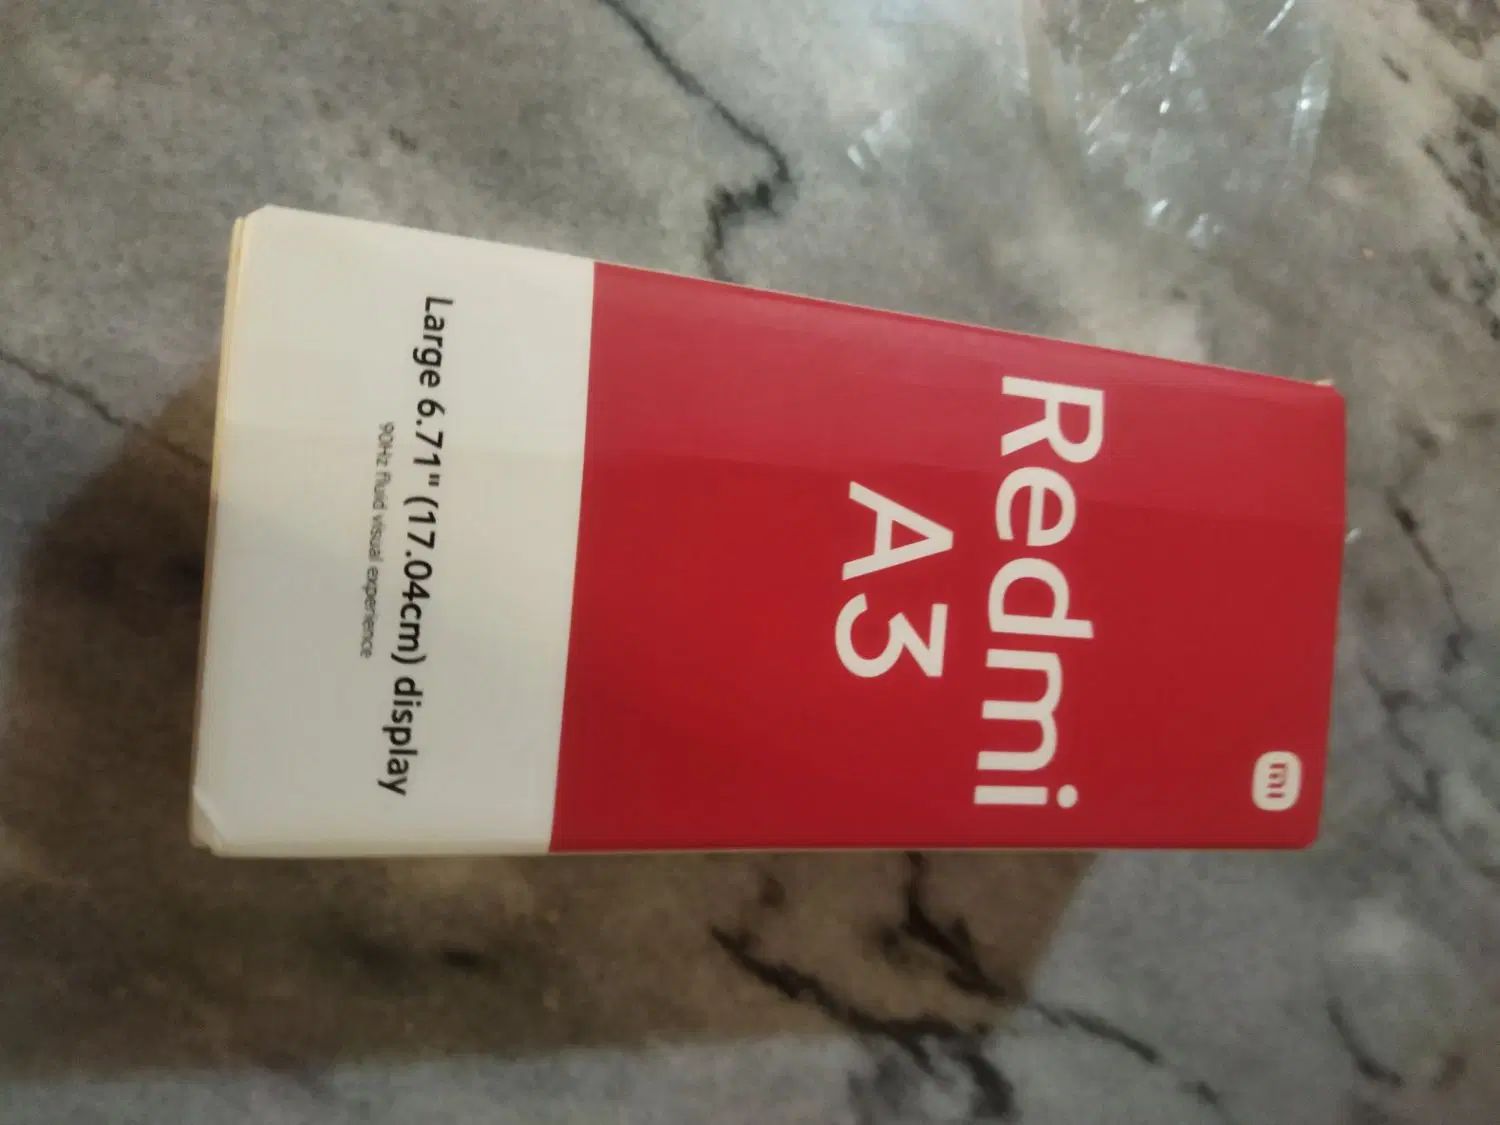 mi
Redmi
A3
Large 6.71" (17.04cm) display
90Hz fluid visual experience